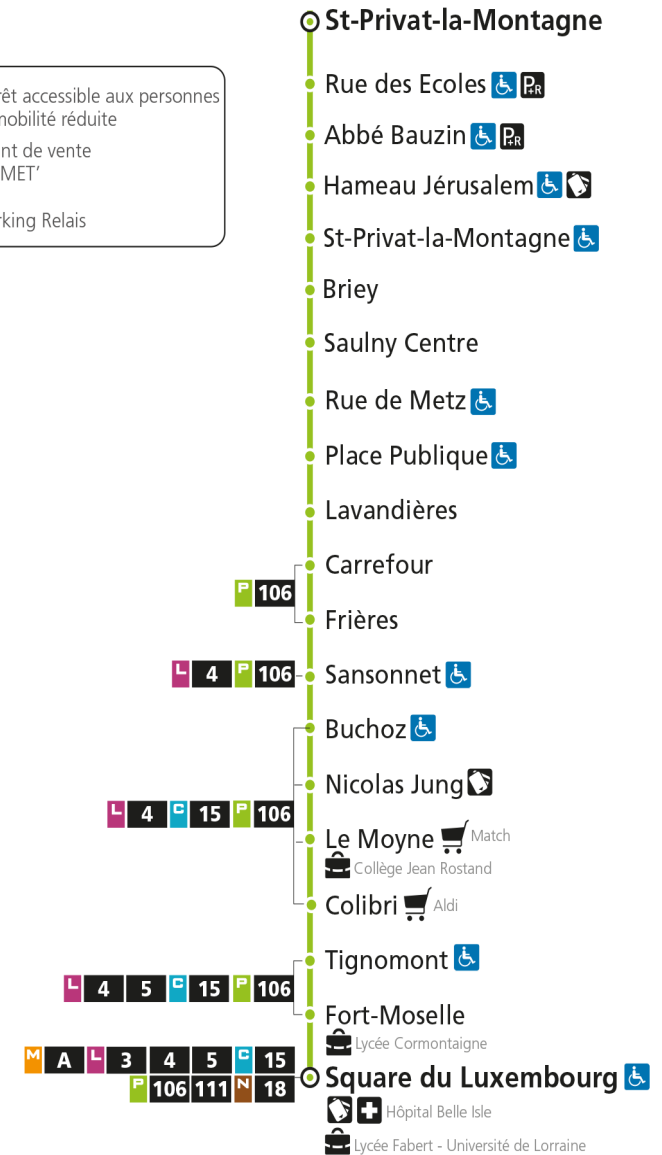 St-Privat-la-Montagne
rêt accessible aux personnes
mobilité réduite
nt de vente
MET’
king Relais
Rue des Ecoles P+R
Abbé Bauzin P+R
Hameau Jérusalem
St-Privat-la-Montagne
Briey
Saulny Centre
Rue de Metz
Place Publique
Lavandières
Carrefour
P 106
Frières
L 4 P 106 Sansonnet
Buchoz
Nicolas Jung
L 4 C 15 P 106
Le Moyne Match
Collège Jean Rostand
Colibri Aldi
Tignomont
L 4 5 C 15 P 106
Fort-Moselle
Lycée Cormontaigne
M A L 3 4 5 C 15
P 106 111 N 18
Square du Luxembourg
Hôpital Belle Isle
Lycée Fabert - Université de Lorraine